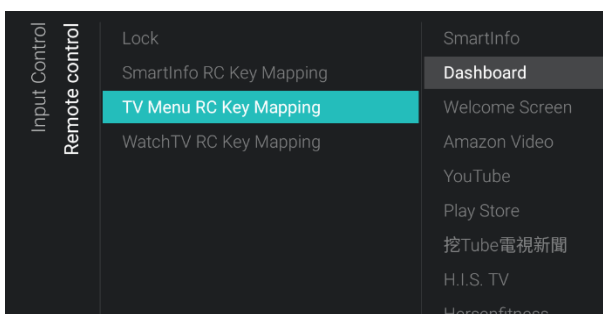 Input Control
Remote control
Lock
SmartInfo RC Key Mapping
TV Menu RC Key Mapping
WatchTV RC Key Mapping
SmartInfo
Dashboard
Welcome Screen
Amazon Video
YouTube
Play Store
挖Tube電視新聞
H.I.S. TV